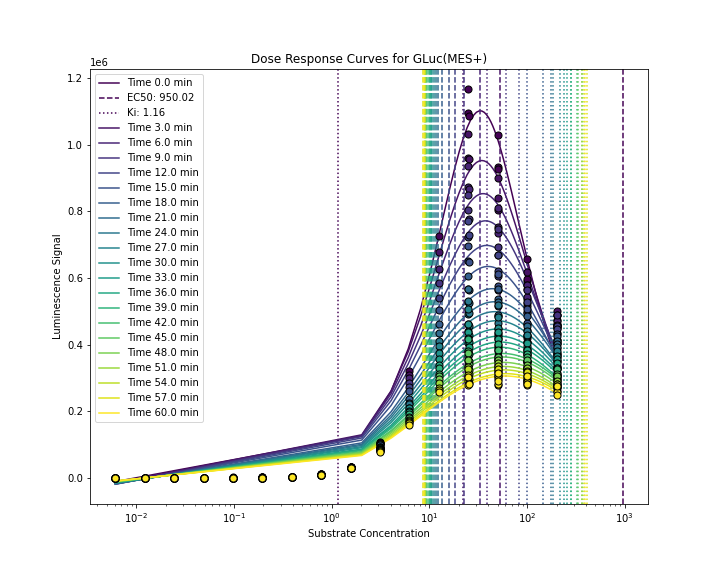 Dose Response Curves for GLuc(MES+)
1e6
1.2
1.0
0.8
0.6
0.4
0.2
0.0
Luminescence Signal
Time 0.0 min
EC50: 950.02
Ki: 1.16
Time 3.0 min
Time 6.0 min
Time 9.0 min
Time 12.0 min
Time 15.0 min
Time 18.0 min
Time 21.0 min
Time 24.0 min
Time 27.0 min
Time 30.0 min
Time 33.0 min
Time 36.0 min
Time 39.0 min
Time 42.0 min
Time 45.0 min
Time 48.0 min
Time 51.0 min
Time 54.0 min
Time 57.0 min
Time 60.0 min
10⁻² 10⁻¹ 10⁰ 10¹ 10² 10³
Substrate Concentration